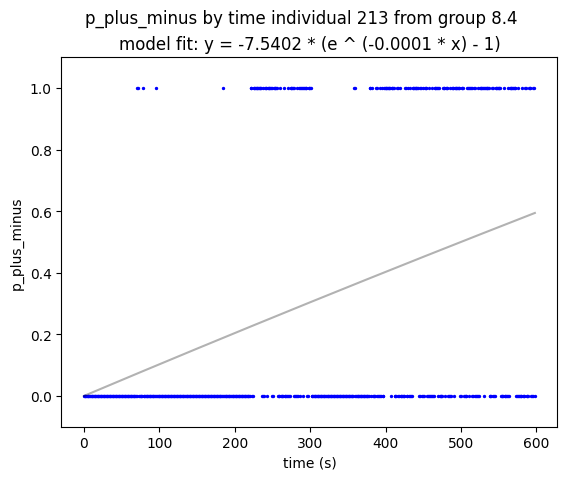 p_plus_minus by time individual 213 from group 8.4
model fit: y = -7.5402 * (e ^ (-0.0001 * x) - 1)
1.0
0.8
0.6
0.4
0.2
0.0
p_plus_minus
0 100 200 300 400 500 600
time (s)